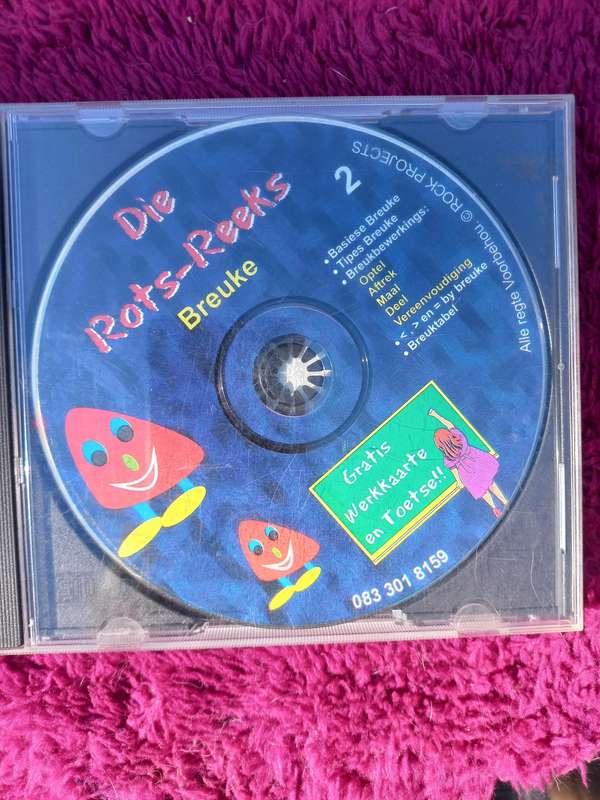 Die
Rots-Reeks
Breuke
2
• Basiese Breuke
• Tipes Breuke
• Breukbewerkings:
Optel
Aftrek
Maal
Deel
Vereenvoudiging
< , > en = by breuke
• Breuktabel
Alle regte Voorbehou. © ROCK PROJECTS
Gratis
Werkkaarte
en Toetse!!
083 301 8159